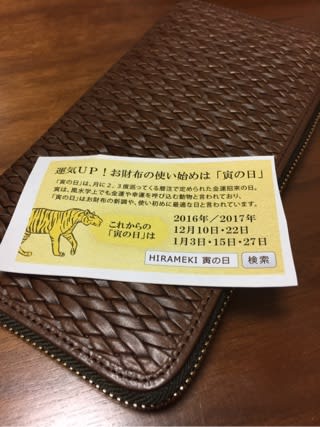 運気UP！お財布の使い始めは「寅の日」
「寅の日」は、月に２、３度巡ってくる暦注で定められた金運招来の日。
寅は、風水学上でも金運や幸運を呼び込む動物と言われており、
「寅の日」はお財布の新調や、使い初めに最適な日と言われています。
これからの
「寅の日」は
2016年／2017年
12月10日・22日
1月3日・15日・27日
HIRAMEKI 寅の日 検索